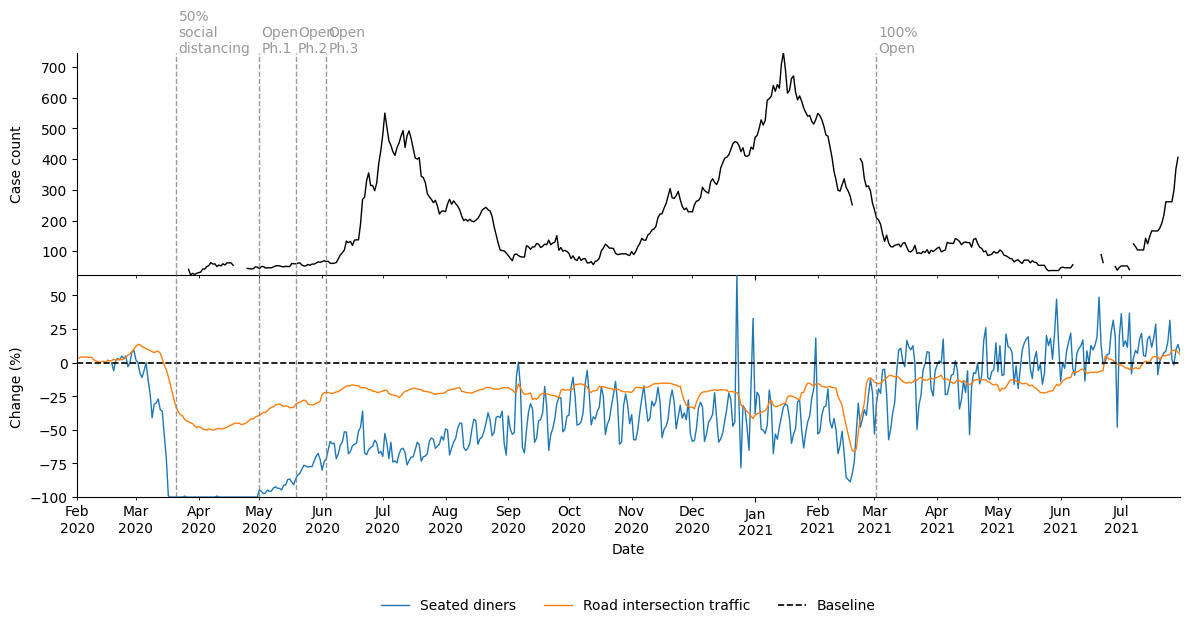 50%
social
distancing
Open
Ph.1
Open
Ph.2
Open
Ph.3
100%
Open
Case count
700
600
500
400
300
200
100
Change (%)
50
25
0
−25
−50
−75
−100
Feb
2020
Mar
2020
Apr
2020
May
2020
Jun
2020
Jul
2020
Aug
2020
Sep
2020
Oct
2020
Nov
2020
Dec
2020
Jan
2021
Feb
2021
Mar
2021
Apr
2021
May
2021
Jun
2021
Jul
2021
Date
Seated diners
Road intersection traffic
Baseline